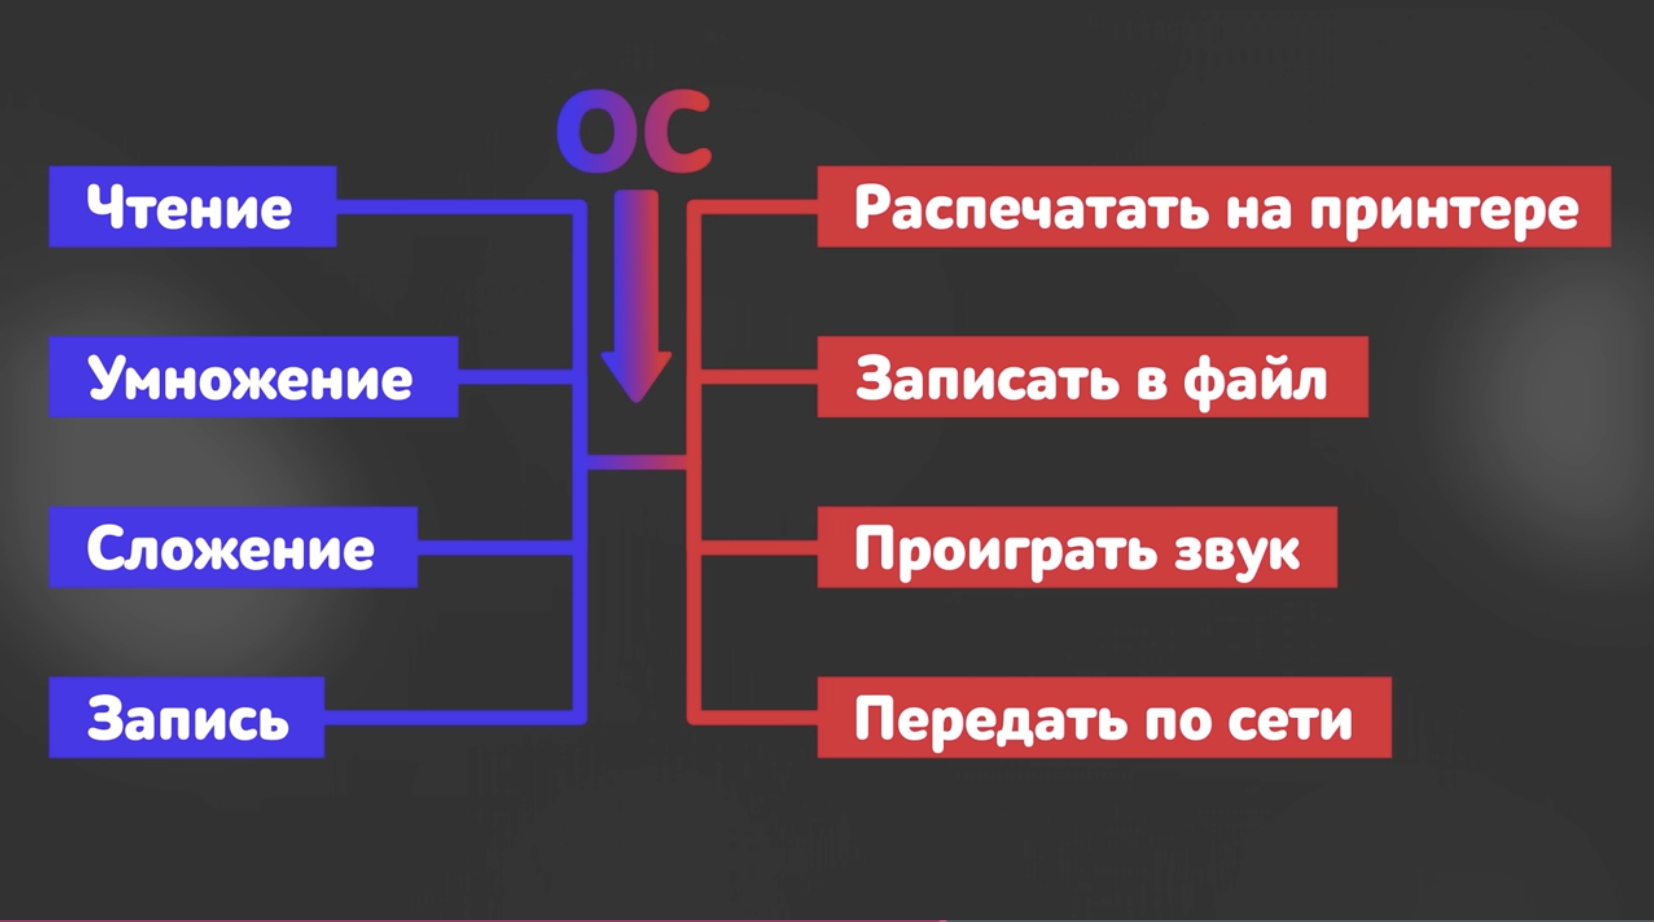 ОС
Чтение
Умножение
Сложение
Запись
Распечатать на принтере
Записать в файл
Проиграть звук
Передать по сети